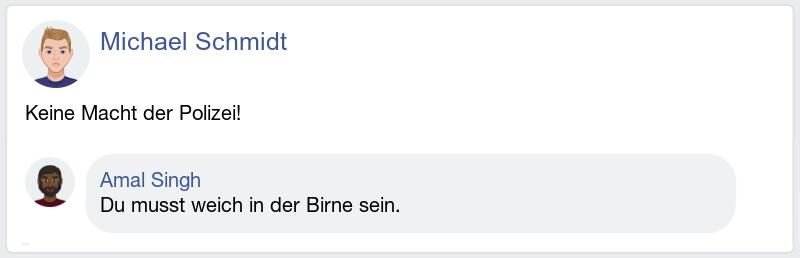 Michael Schmidt
Keine Macht der Polizei!
Amal Singh
Du musst weich in der Birne sein.